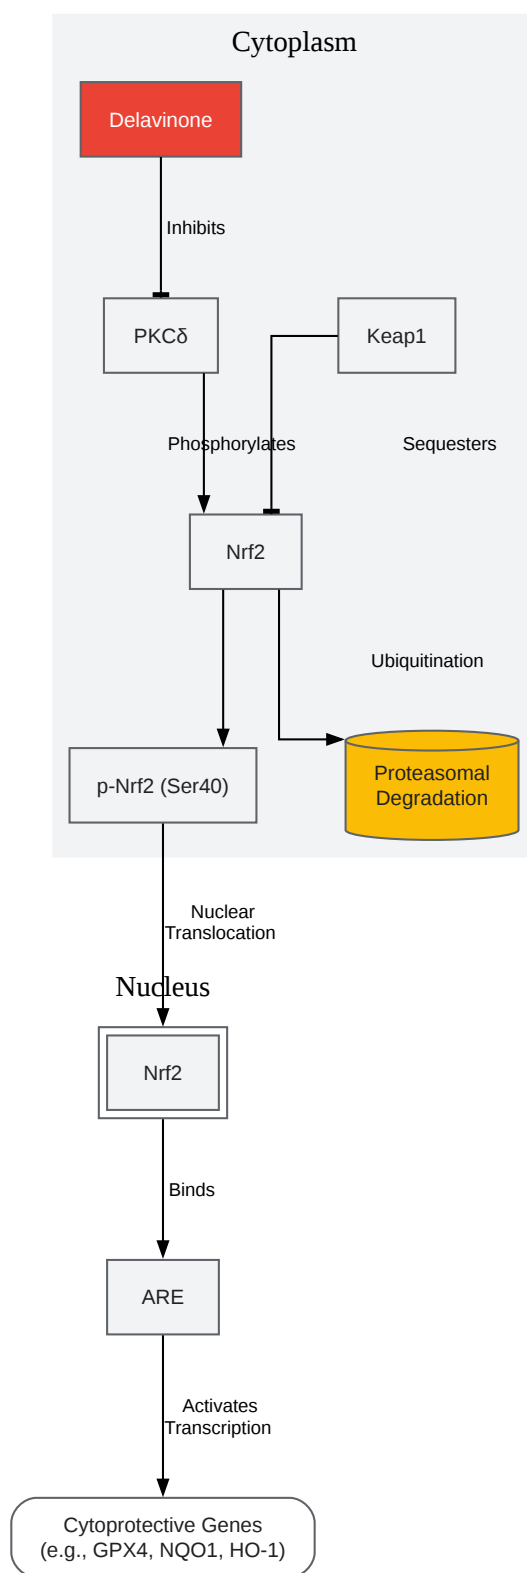 Cytoplasm
Delavinone
Inhibits
PKCδ
Keap1
Phosphorylates
Sequesters
Nrf2
Ubiquitination
p-Nrf2 (Ser40)
Proteasomal
Degradation
Nuclear
Translocation
Nucleus
Nrf2
Binds
ARE
Activates
Transcription
Cytoprotective Genes
(e.g., GPX4, NQO1, HO-1)